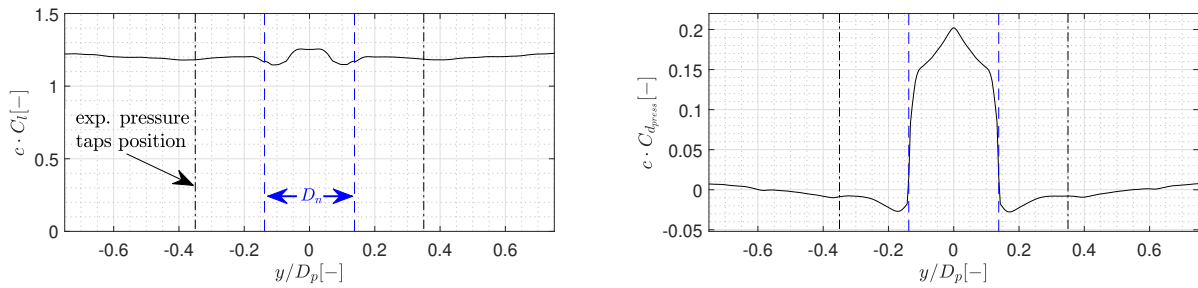 1.5
1
0.5
0
c · C_l[−]
exp. pressure
taps position
D_n
-0.6 -0.4 -0.2 0 0.2 0.4 0.6
y/D_p[−]
0.2
0.15
0.1
0.05
0
-0.05
c · C_{d_{press}}[−]
-0.6 -0.4 -0.2 0 0.2 0.4 0.6
y/D_p[−]